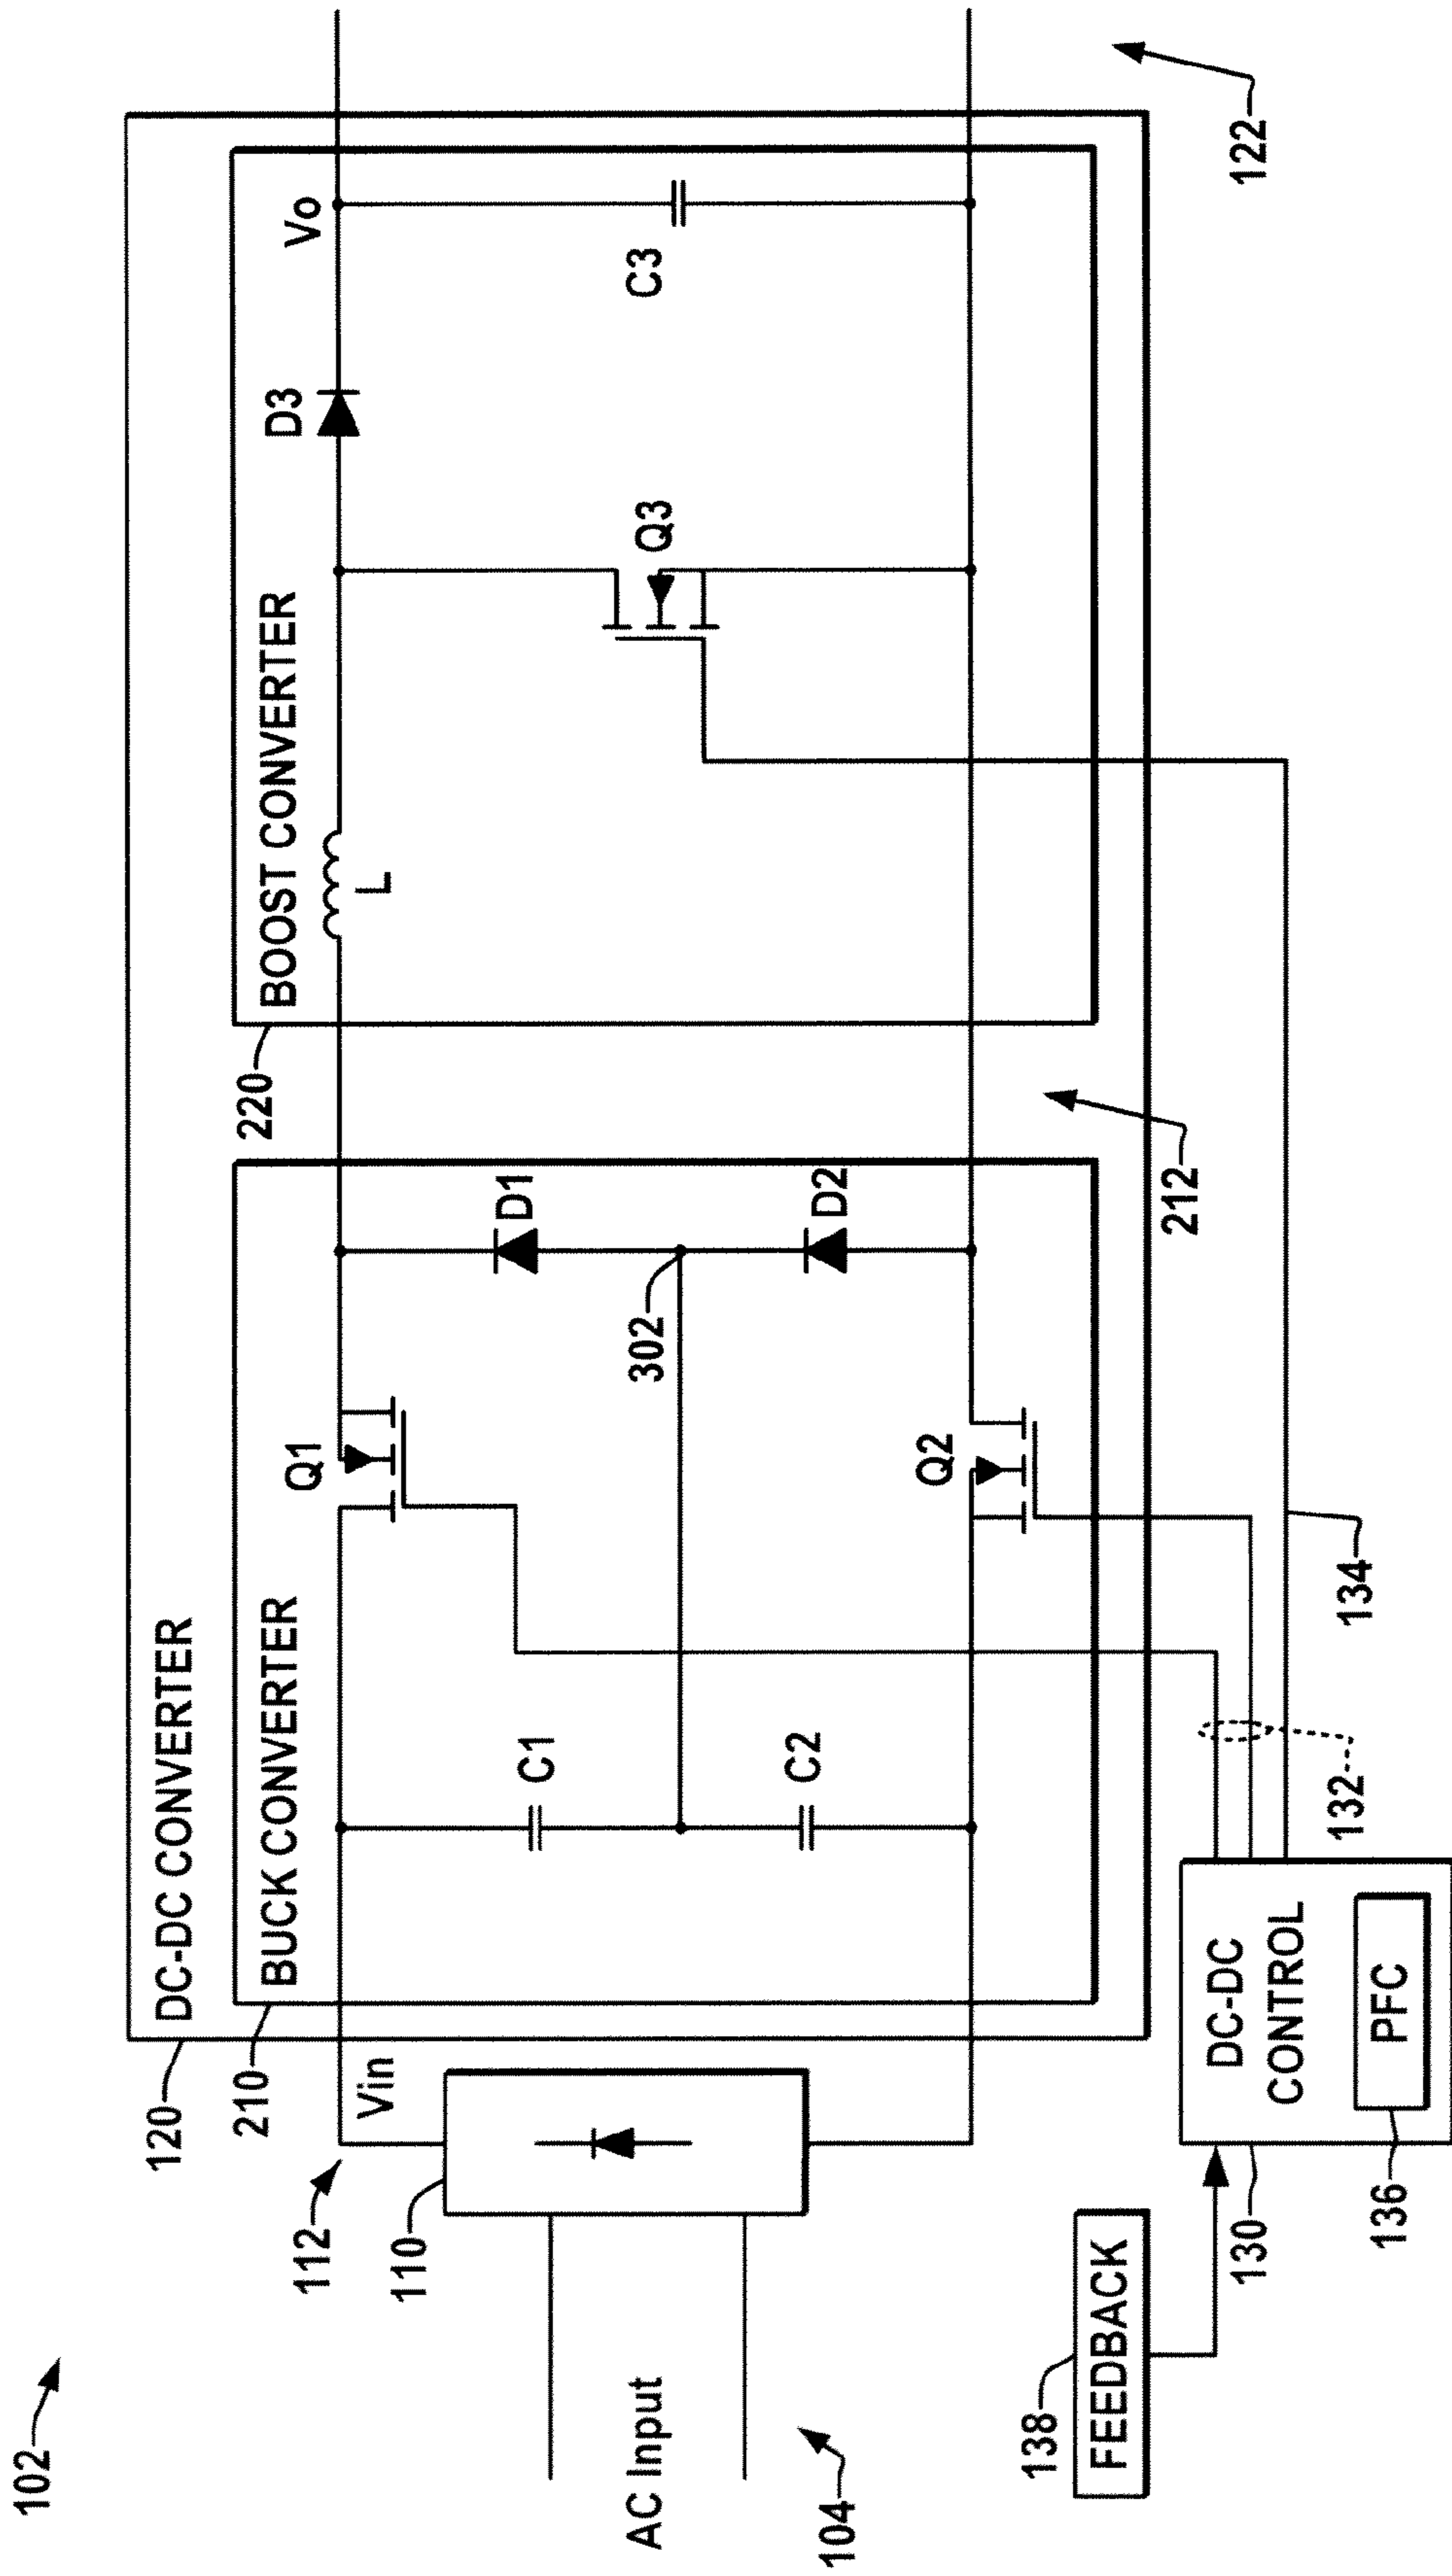 102
120
DC-DC CONVERTER
210
BUCK CONVERTER
220
BOOST CONVERTER
112
Vin
Q1
D1
L
D3
Vo
110
AC Input
104
C1
C2
302
D2
Q2
Q3
C3
212
122
138
FEEDBACK
130
DC-DC
CONTROL
PFC
136
132
134